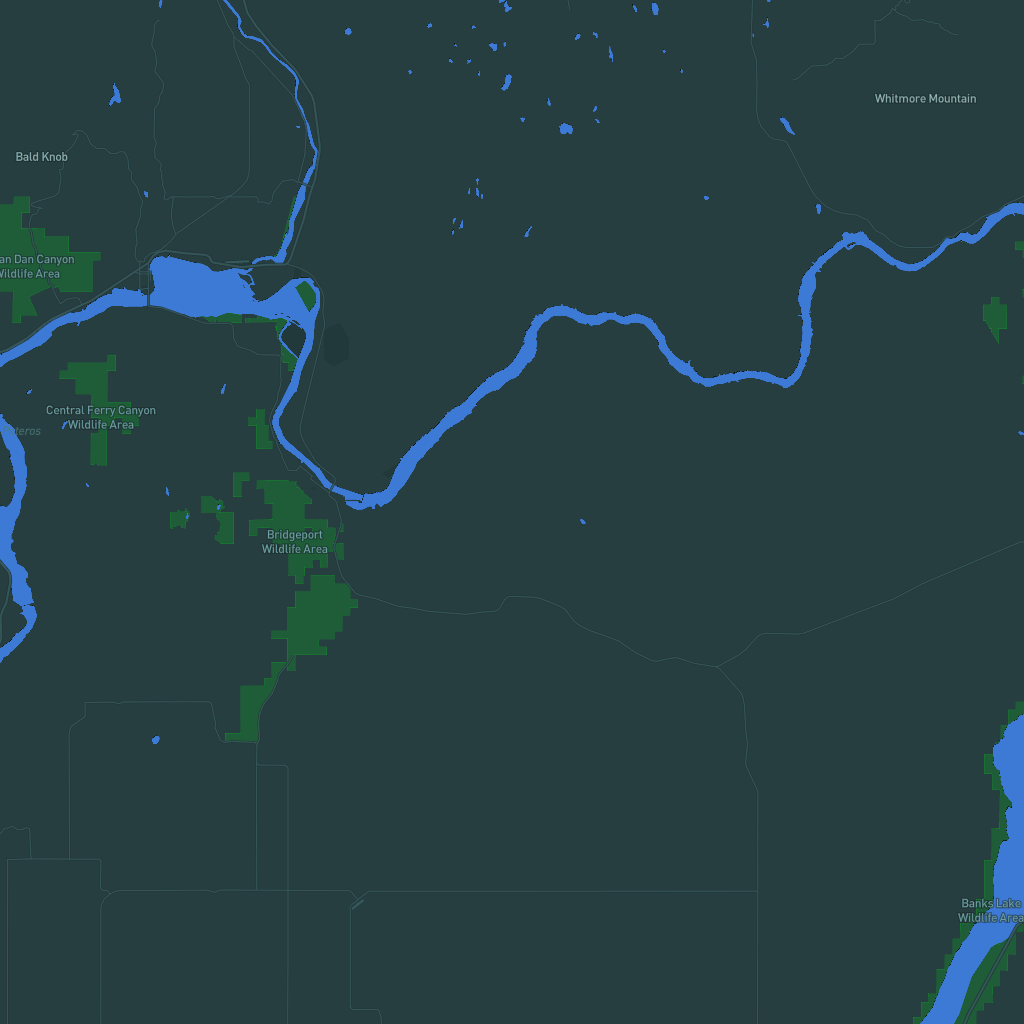 Whitmore Mountain
Bald Knob
an Dan Canyon
Wildlife Area
Central Ferry Canyon
Wildlife Area
teros
Bridgeport
Wildlife Area
Banks Lake
Wildlife Area